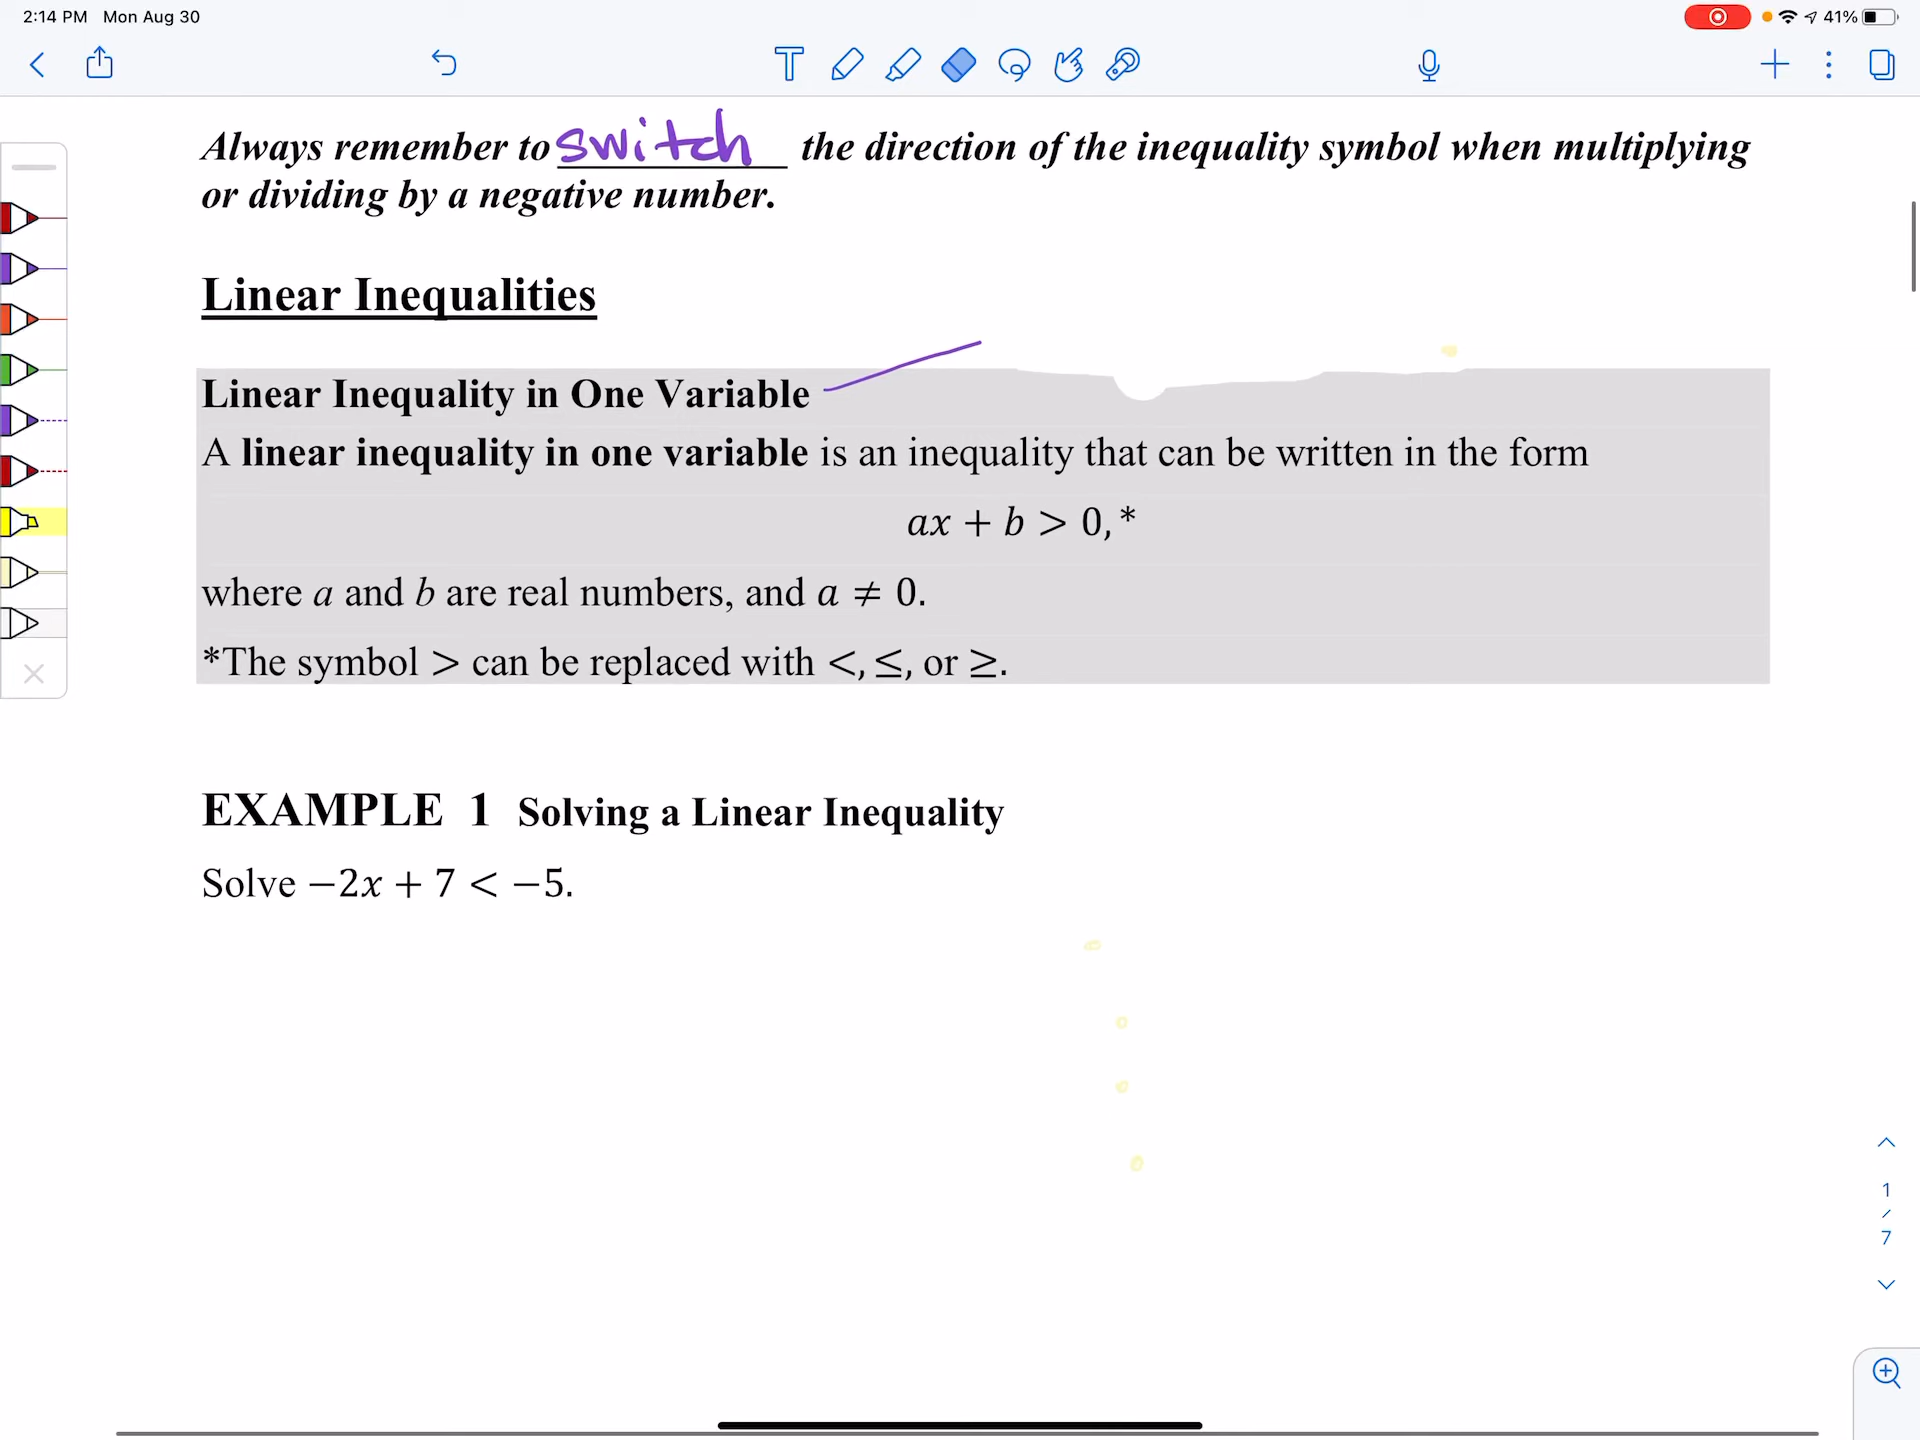 2:14 PM Mon Aug 30
41%
Always remember to switch the direction of the inequality symbol when multiplying
or dividing by a negative number.
Linear Inequalities
Linear Inequality in One Variable
A linear inequality in one variable is an inequality that can be written in the form
ax + b > 0,*
where a and b are real numbers, and a ≠ 0.
*The symbol > can be replaced with <, ≤, or ≥.
EXAMPLE 1 Solving a Linear Inequality
Solve −2x + 7 < −5.
1
/
7